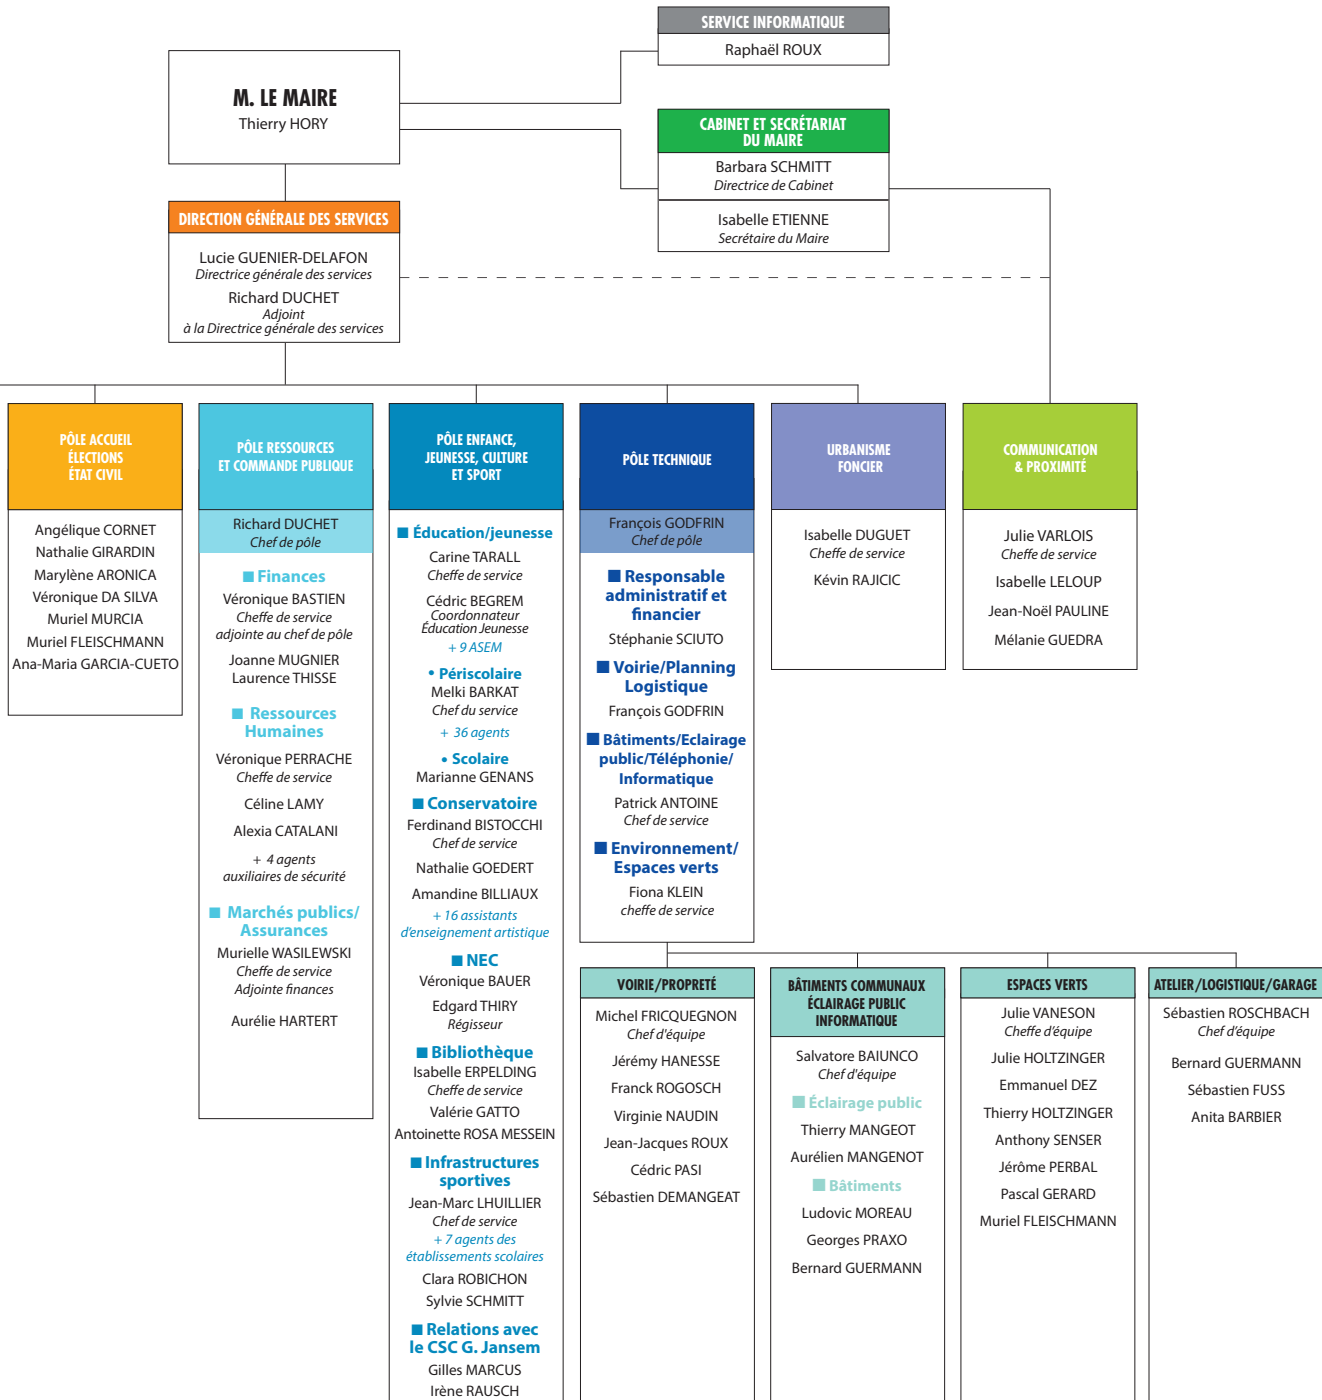 SERVICE INFORMATIQUE
Raphaël ROUX
M. LE MAIRE
Thierry HORY
CABINET ET SECRÉTARIAT
DU MAIRE
Barbara SCHMITT
Directrice de Cabinet
Isabelle ETIENNE
Secrétaire du Maire
DIRECTION GÉNÉRALE DES SERVICES
Lucie GUENIER-DELAFON
Directrice générale des services
Richard DUCHET
Adjoint
à la Directrice générale des services
PÔLE ACCUEIL
ÉLECTIONS
ÉTAT CIVIL
Angélique CORNET
Nathalie GIRARDIN
Marylène ARONICA
Véronique DA SILVA
Muriel MURCIA
Muriel FLEISCHMANN
Ana-Maria GARCIA-CUETO
PÔLE RESSOURCES
ET COMMANDE PUBLIQUE
Richard DUCHET
Chef de pôle
■ Finances
Véronique BASTIEN
Cheffe de service
adjointe au chef de pôle
Joanne MUGNIER
Laurence THISSE
■ Ressources
Humaines
Véronique PERRACHE
Cheffe de service
Céline LAMY
Alexia CATALANI
+ 4 agents
auxiliaires de sécurité
■ Marchés publics/
Assurances
Murielle WASILEWSKI
Cheffe de service
Adjointe finances
Aurélie HARTERT
PÔLE ENFANCE,
JEUNESSE, CULTURE
ET SPORT
■ Éducation/jeunesse
Carine TARALL
Cheffe de service
Cédric BEGREM
Coordonnateur
Éducation Jeunesse
+ 9 ASEM
• Périscolaire
Melki BARKAT
Chef du service
+ 36 agents
• Scolaire
Marianne GENANS
■ Conservatoire
Ferdinand BISTOCCHI
Chef de service
Nathalie GOEDERT
Amandine BILLIAUX
+ 16 assistants
d'enseignement artistique
■ NEC
Véronique BAUER
Edgard THIRY
Régisseur
■ Bibliothèque
Isabelle ERPELDING
Cheffe de service
Valérie GATTO
Antoinette ROSA MESSEIN
■ Infrastructures
sportives
Jean-Marc LHUILLIER
Chef de service
+ 7 agents des
établissements scolaires
Clara ROBICHON
Sylvie SCHMITT
■ Relations avec
le CSC G. Jansem
Gilles MARCUS
Irène RAUSCH
PÔLE TECHNIQUE
François GODFRIN
Chef de pôle
■ Responsable
administratif et
financier
Stéphanie SCIUTO
■ Voirie/Planning
Logistique
François GODFRIN
■ Bâtiments/Eclairage
public/Téléphonie/
Informatique
Patrick ANTOINE
Chef de service
■ Environnement/
Espaces verts
Fiona KLEIN
cheffe de service
URBANISME
FONCIER
Isabelle DUGUET
Cheffe de service
Kévin RAJICIC
COMMUNICATION
& PROXIMITÉ
Julie VARLOIS
Cheffe de service
Isabelle LELOUP
Jean-Noël PAULINE
Mélanie GUEDRA
VOIRIE/PROPRETÉ
Michel FRICQUEGNON
Chef d'équipe
Jérémy HANESSE
Franck ROGOSCH
Virginie NAUDIN
Jean-Jacques ROUX
Cédric PASI
Sébastien DEMANGEAT
BÂTIMENTS COMMUNAUX
ÉCLAIRAGE PUBLIC
INFORMATIQUE
Salvatore BAIUNCO
Chef d'équipe
■ Éclairage public
Thierry MANGEOT
Aurélien MANGENOT
■ Bâtiments
Ludovic MOREAU
Georges PRAXO
Bernard GUERMANN
ESPACES VERTS
Julie VANESON
Cheffe d'équipe
Julie HOLTZINGER
Emmanuel DEZ
Thierry HOLTZINGER
Anthony SENSER
Jérôme PERBAL
Pascal GERARD
Muriel FLEISCHMANN
ATELIER/LOGISTIQUE/GARAGE
Sébastien ROSCHBACH
Chef d'équipe
Bernard GUERMANN
Sébastien FUSS
Anita BARBIER